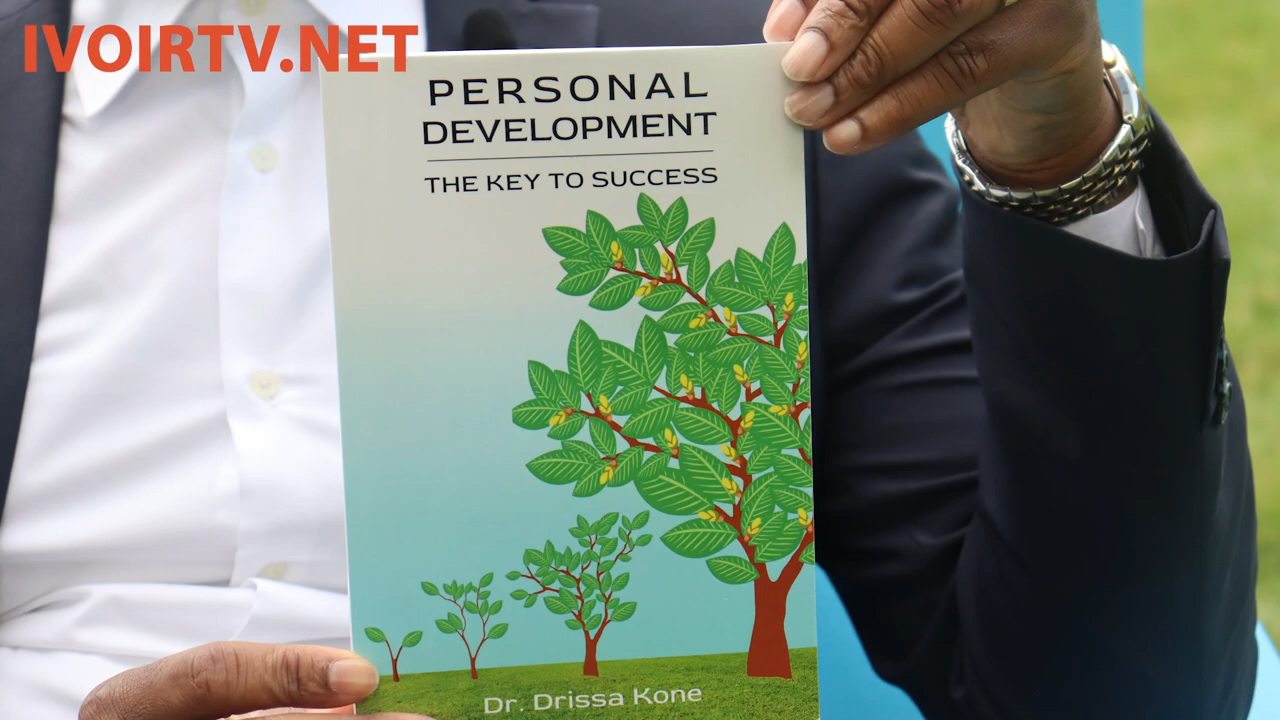 IVOIRTV.NET
PERSONAL
DEVELOPMENT
THE KEY TO SUCCESS
Dr. Drissa Kone